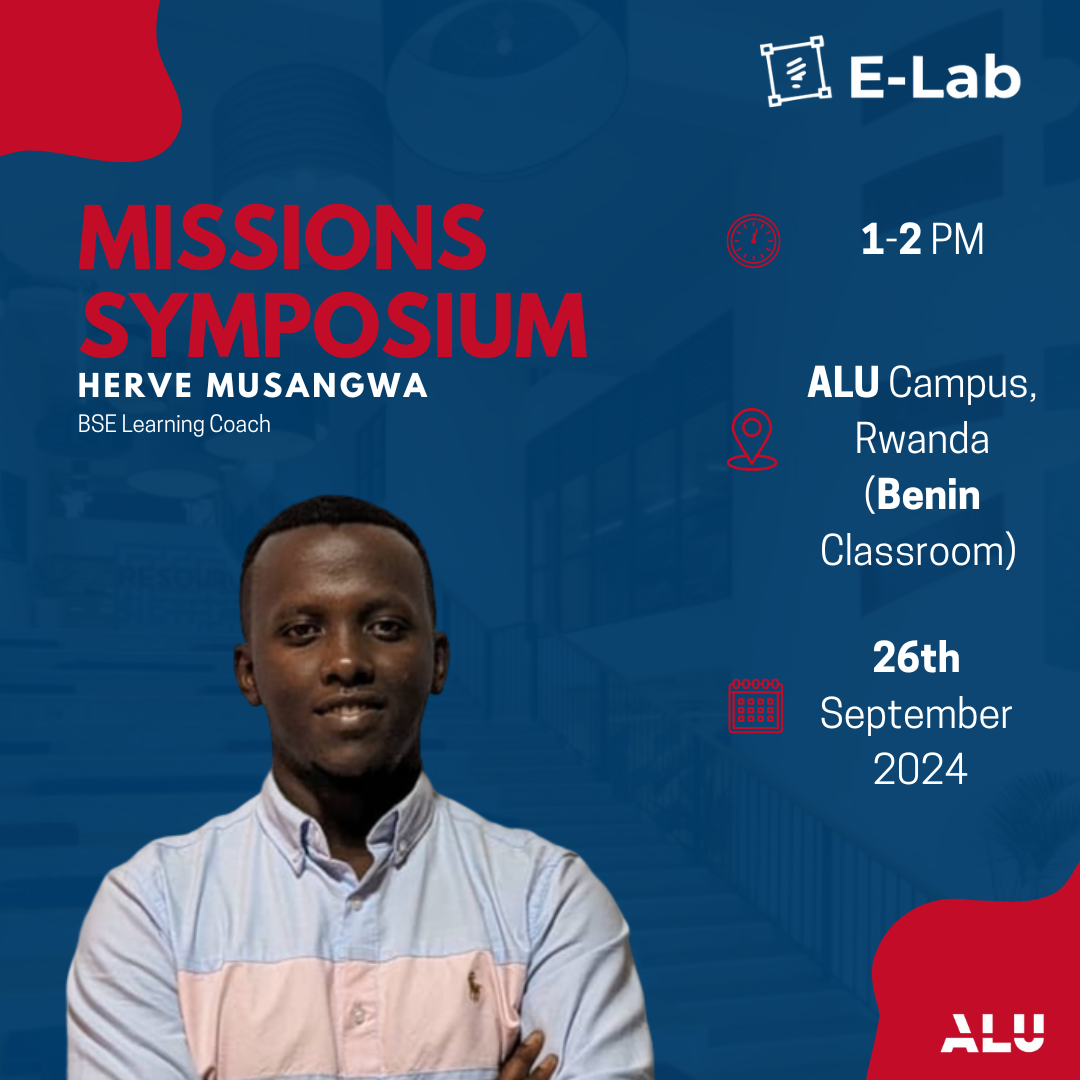 E-Lab
MISSIONS
SYMPOSIUM
HERVE MUSANGWA
BSE Learning Coach
1-2 PM
ALU Campus,
Rwanda
(Benin
Classroom)
26th
September
2024
ALU